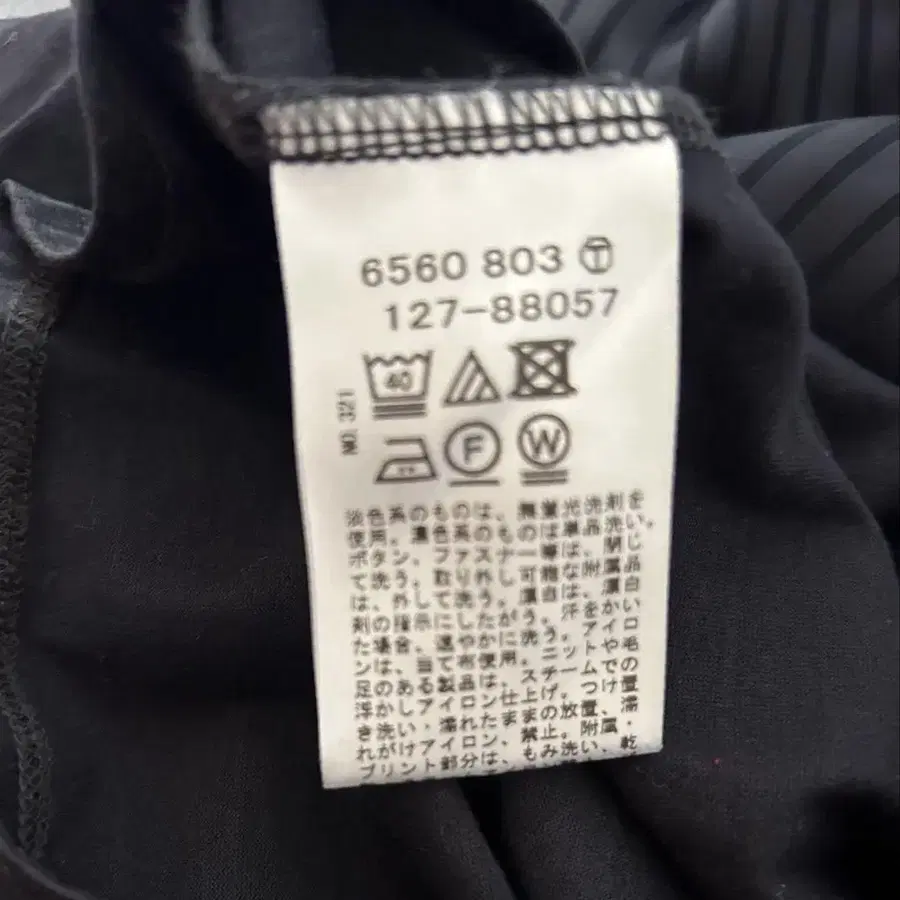 6560 803 Ⓣ
127-88057
NO.321
40
F
W
淡色系のものは、無蛍光洗剤を
使用。濃色系のものは単品洗い。
ボタン、ファスナー等は、閉じ
て洗う。取り外し可能な附属品
は、外して洗う。漂白は、漂白
剤の指示にしたがう。汗をかい
た場合、速やかに洗う。アイロ
ンは、当て布使用。ニットや毛
足のある製品は、スチームでの
浮かしアイロン仕上げ。つけ置
き洗い・濡れたままの放置、濡
れがけアイロン、禁止。附属・
プリント部分は、もみ洗い、乾